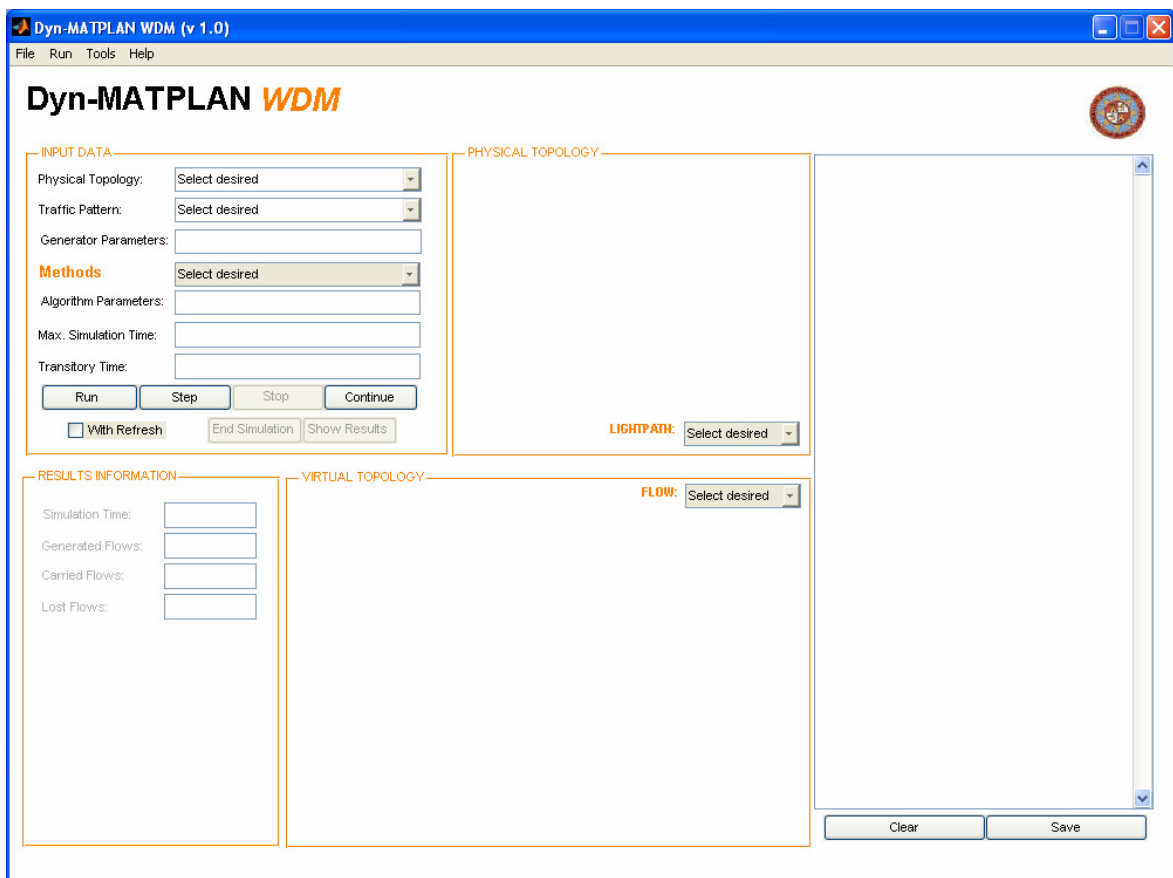 Dyn-MATPLAN WDM (v 1.0)
File Run Tools Help
Dyn-MATPLAN WDM
INPUT DATA
Physical Topology: Select desired
Traffic Pattern: Select desired
Generator Parameters:
Methods Select desired
Algorithm Parameters:
Max. Simulation Time:
Transitory Time:
Run Step Stop Continue
With Refresh End Simulation Show Results
PHYSICAL TOPOLOGY
LIGHTPATH: Select desired
RESULTS INFORMATION
Simulation Time:
Generated Flows:
Carried Flows:
Lost Flows:
VIRTUAL TOPOLOGY
FLOW: Select desired
Clear Save